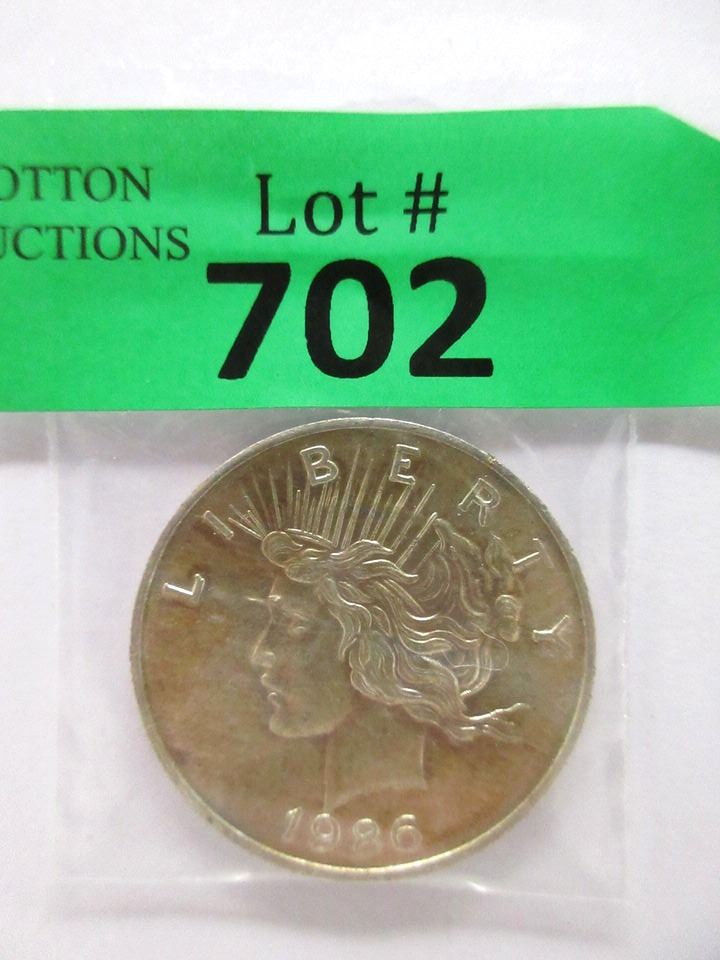 OTTON
UCTIONS
Lot #
702
LIBERTY
1986